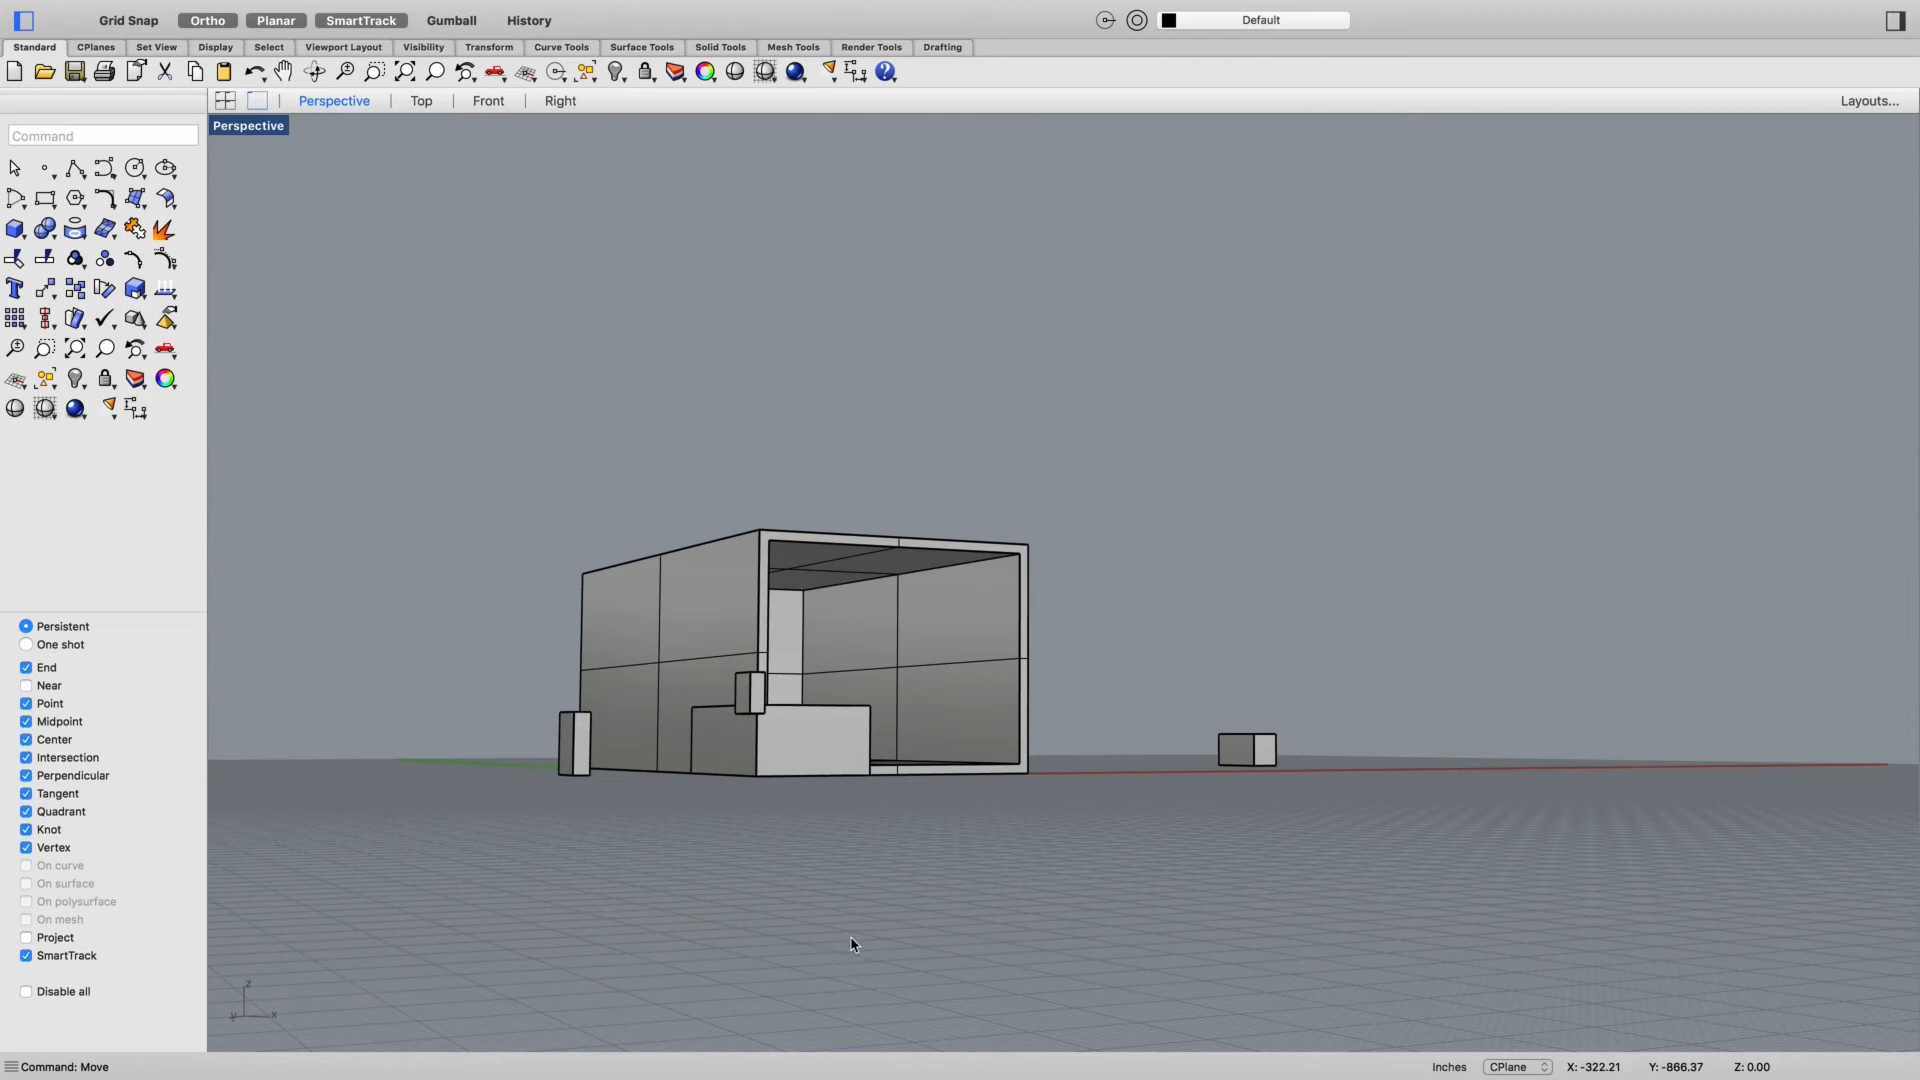 Grid Snap Ortho Planar SmartTrack Gumball History Default
Standard CPlanes Set View Display Select Viewport Layout Visibility Transform Curve Tools Surface Tools Solid Tools Mesh Tools Render Tools Drafting
Perspective Top Front Right Layouts...
Perspective
Command
Persistent
One shot
End
Near
Point
Midpoint
Center
Intersection
Perpendicular
Tangent
Quadrant
Knot
Vertex
On curve
On surface
On polysurface
On mesh
Project
SmartTrack
Disable all
z
y x
Command: Move Inches CPlane X: -322.21 Y: -866.37 Z: 0.00